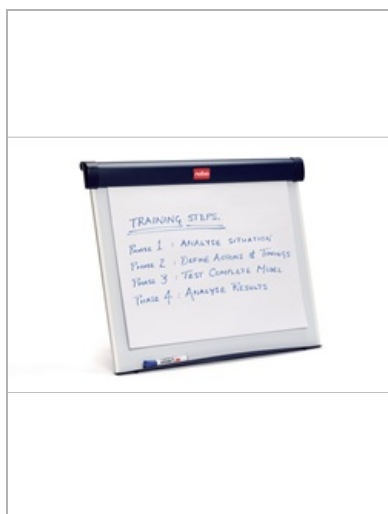 nobo
TRAINING STEPS.
PHASE 1 : ANALYSE SITUATION
PHASE 2 : DEFINE ACTIONS & TIMINGS
PHASE 3 : TEST COMPLETE MODEL
PHASE 4 : ANALYSE RESULTS